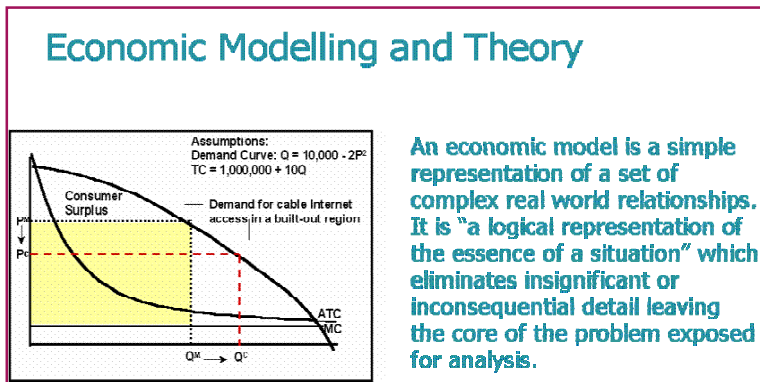 Economic Modelling and Theory
Assumptions:
Demand Curve: Q = 10,000 - 2P²
TC = 1,000,000 + 10Q
Consumer
Surplus
Demand for cable Internet
access in a built-out region
Pᴹ
Pᶜ
ATC
MC
Qᴹ
Qᶜ
An economic model is a simple
representation of a set of
complex real world relationships.
It is “a logical representation of
the essence of a situation” which
eliminates insignificant or
inconsequential detail leaving
the core of the problem exposed
for analysis.